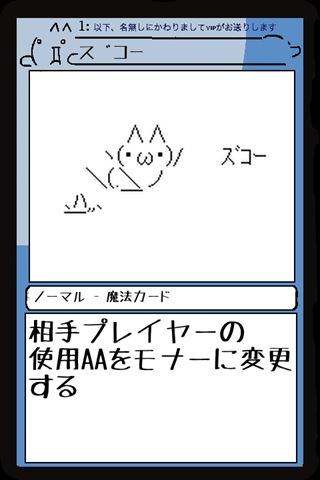 1: 以下、名無しにかわりましてVIPがお送りします
ズコー
ズコー
ノーマル - 魔法カード
相手プレイヤーの
使用AAをモナーに変更
する